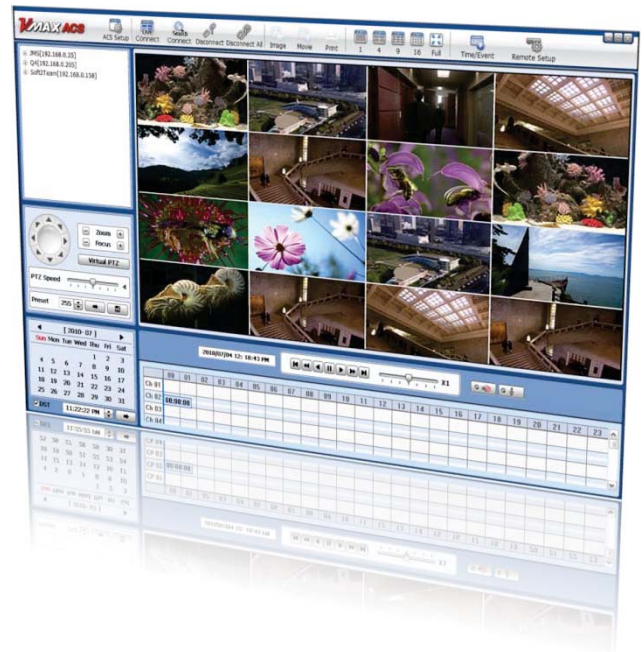 VMAX ACS
ACS Setup
Live Connect
Search Connect
Disconnect
Disconnect All
Image
Movie
Print
1
4
9
16
Full
Time/Event
Remote Setup
JMS[192.168.0.25]
Q4[192.168.0.205]
Soft2Team[192.168.0.158]
Zoom
Focus
Virtual PTZ
PTZ Speed
Preset 255
[ 2010- 07 ]
Sun Mon Tue Wed Thu Fri Sat
1 2 3
4 5 6 7 8 9 10
11 12 13 14 15 16 17
18 19 20 21 22 23 24
25 26 27 28 29 30 31
DST 11:22:22 PM
2010/07/04 12: 18:43 PM
X1
00 01 02 03 04 05 06 07 08 09 10 11 12 13 14 15 16 17 18 19 20 21 22 23
Ch 01
Ch 02 00:00:00
Ch 03
Ch 04